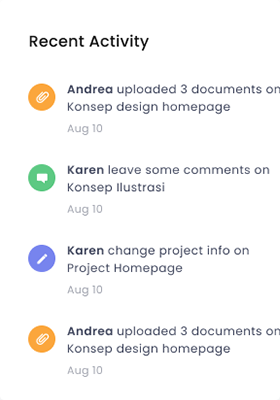 Recent Activity
Andrea uploaded 3 documents on
Konsep design homepage
Aug 10
Karen leave some comments on
Konsep Ilustrasi
Aug 10
Karen change project info on
Project Homepage
Aug 10
Andrea uploaded 3 documents on
Konsep design homepage
Aug 10